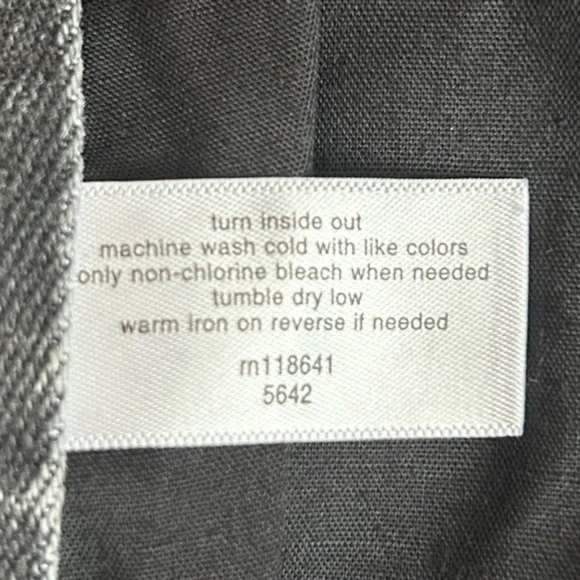 turn inside out
machine wash cold with like colors
only non-chlorine bleach when needed
tumble dry low
warm iron on reverse if needed
rn118641
5642